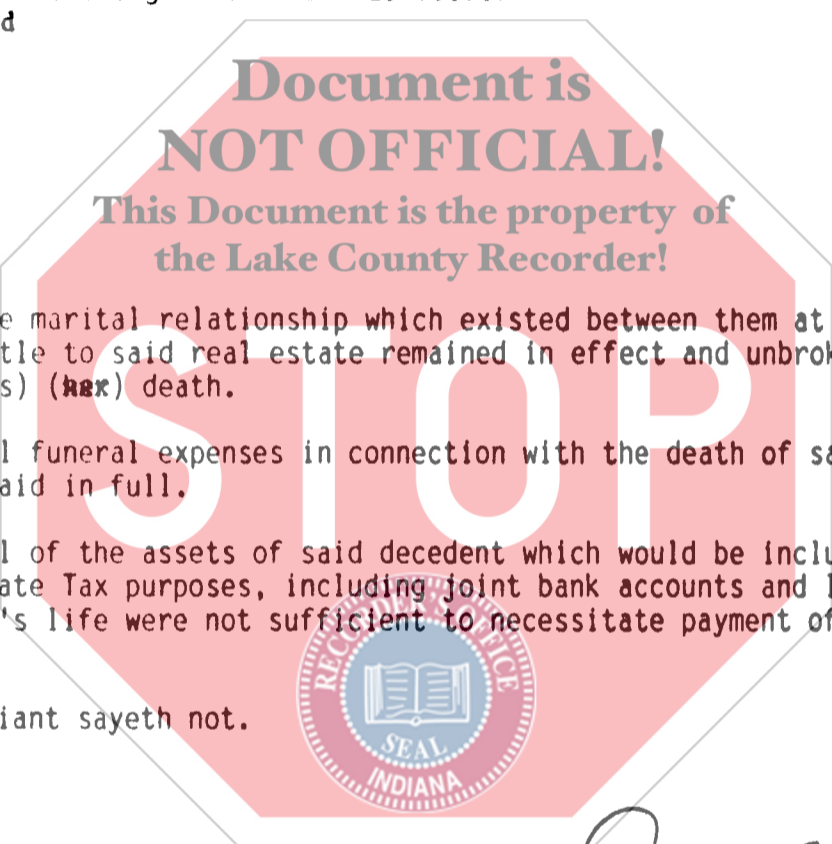 d
Document is
NOT OFFICIAL!
This Document is the property of
the Lake County Recorder!
e marital relationship which existed between them at
tle to said real estate remained in effect and unbrok
s) (her) death.
STOP
l funeral expenses in connection with the death of sa
aid in full.
l of the assets of said decedent which would be inclu
ate Tax purposes, including joint bank accounts and l
's life were not sufficient to necessitate payment of
RECORDER'S OFFICE
SEAL
INDIANA
iant sayeth not.